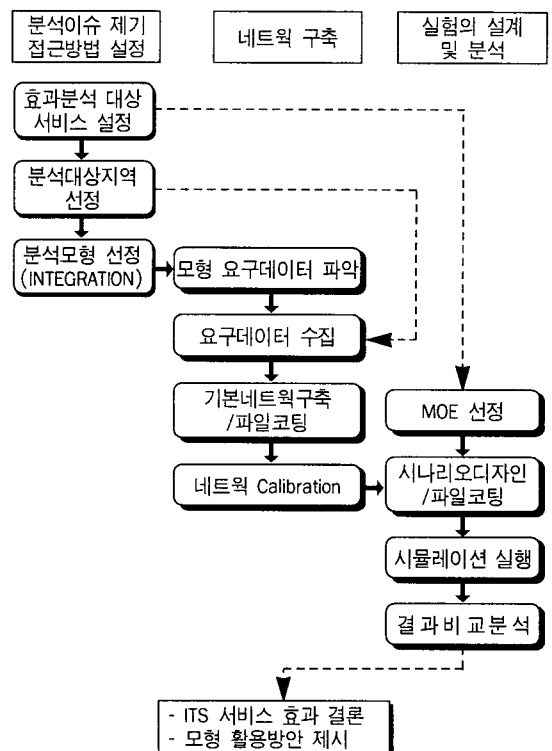 분석이슈 제기
접근방법 설정
네트웍 구축
실험의 설계
및 분석
효과분석 대상
서비스 설정
분석대상지역
선정
분석모형 선정
(INTEGRATION)
모형 요구데이터 파악
요구데이터 수집
기본네트웍구축
/파일코팅
네트웍 Calibration
MOE 선정
시나리오디자인
/파일코팅
시뮬레이션 실행
결과비교분석
- ITS 서비스 효과 결론
- 모형 활용방안 제시